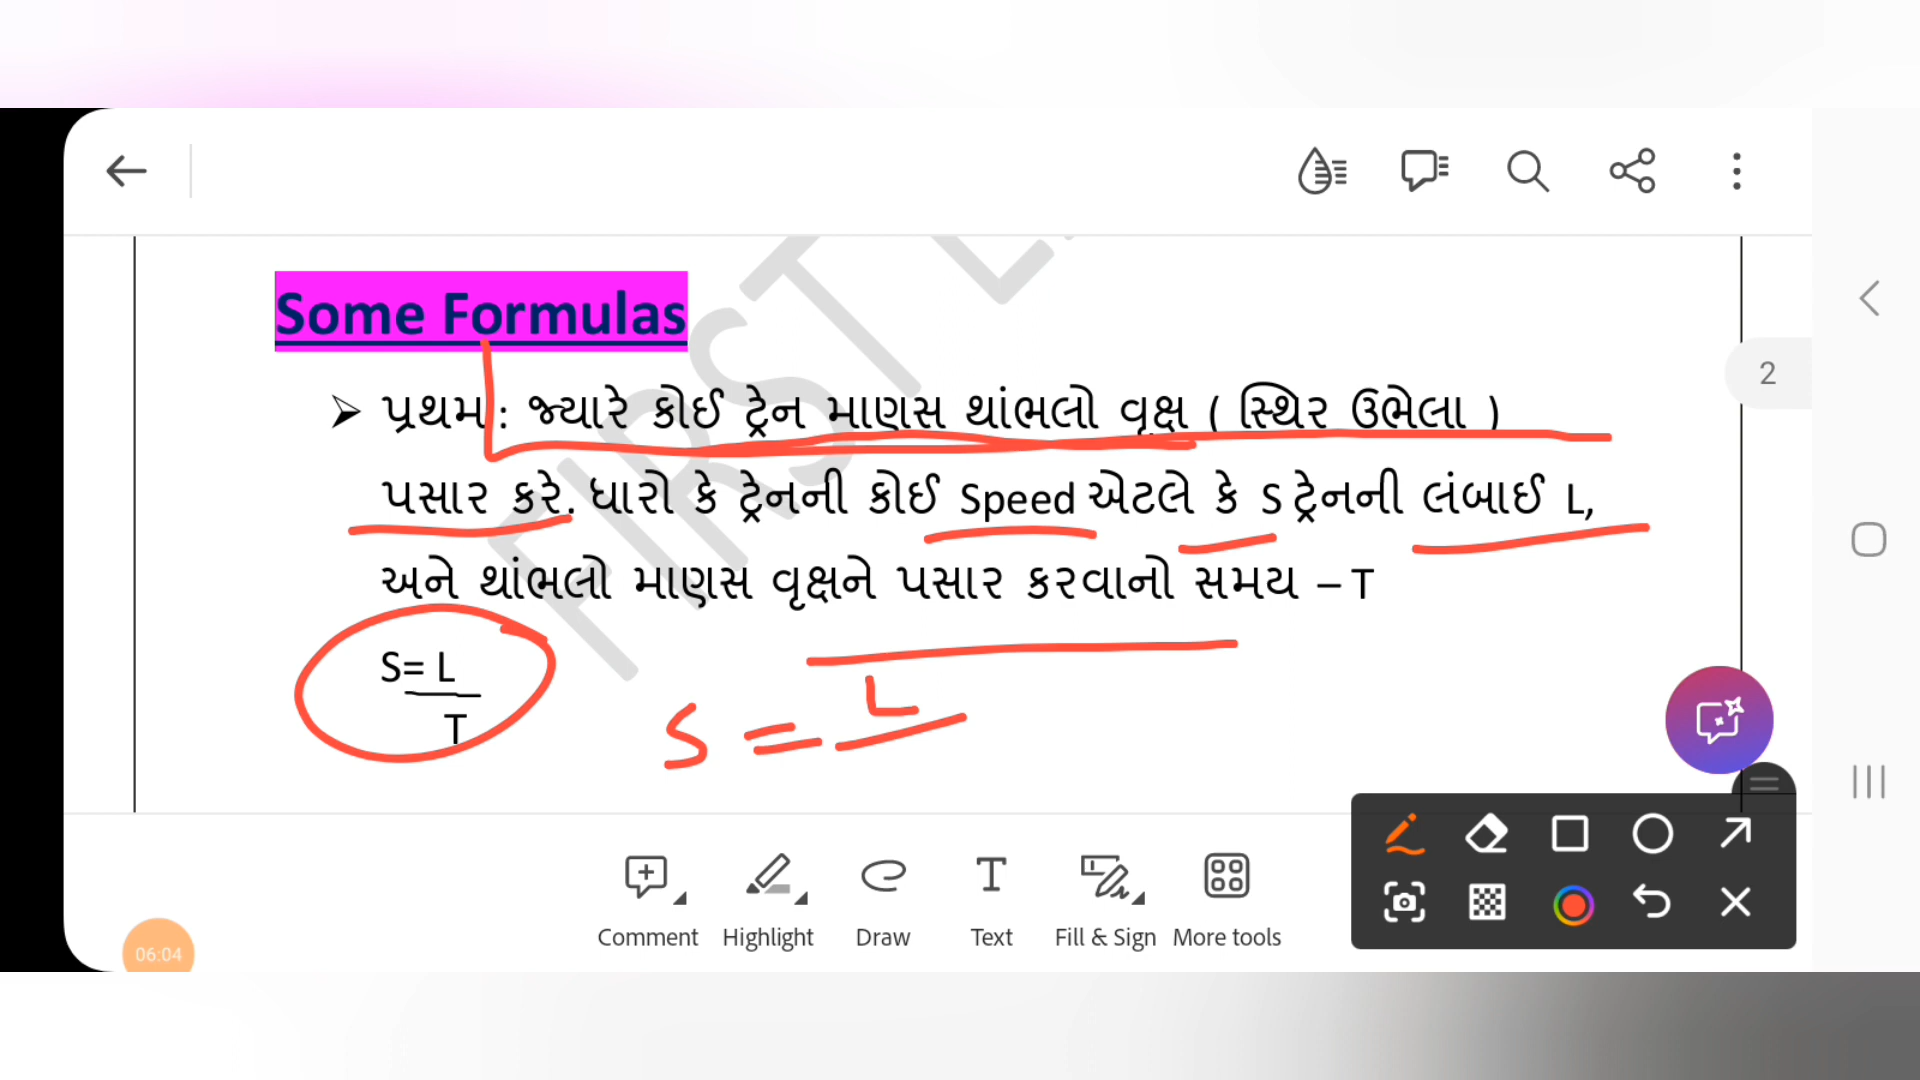 Some Formulas
2
➢ પ્રથમ : જ્યારે કોઈ ટ્રેન માણસ થાંભલો વૃક્ષ ( સ્થિર ઉભેલા )
પસાર કરે. ધારો કે ટ્રેનની કોઈ Speed એટલે કે S ટ્રેનની લંબાઈ L,
અને થાંભલો માણસ વૃક્ષને પસાર કરવાનો સમય – T
S= L
T
S = L
FIRST
Comment Highlight Draw Text Fill & Sign More tools
06:04